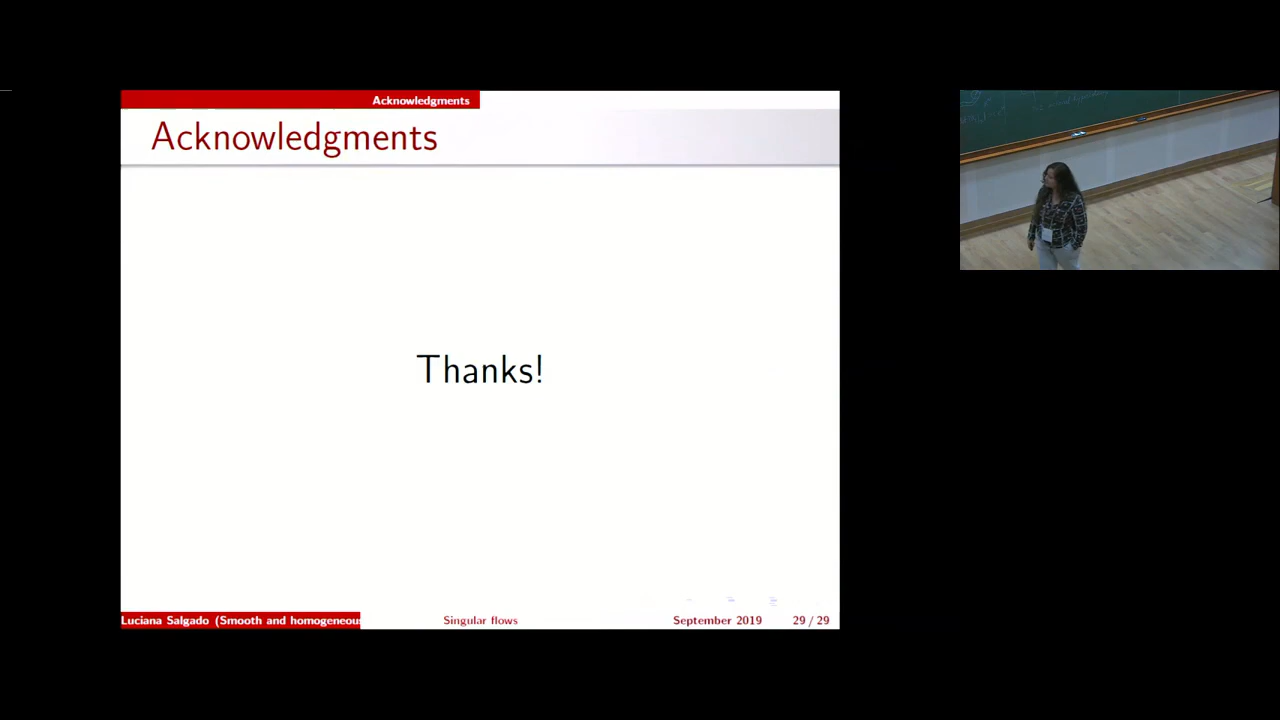 Acknowledgments
Acknowledgments
Thanks!
Luciana Salgado (Smooth and homogeneous
Singular flows
September 2019
29 / 29